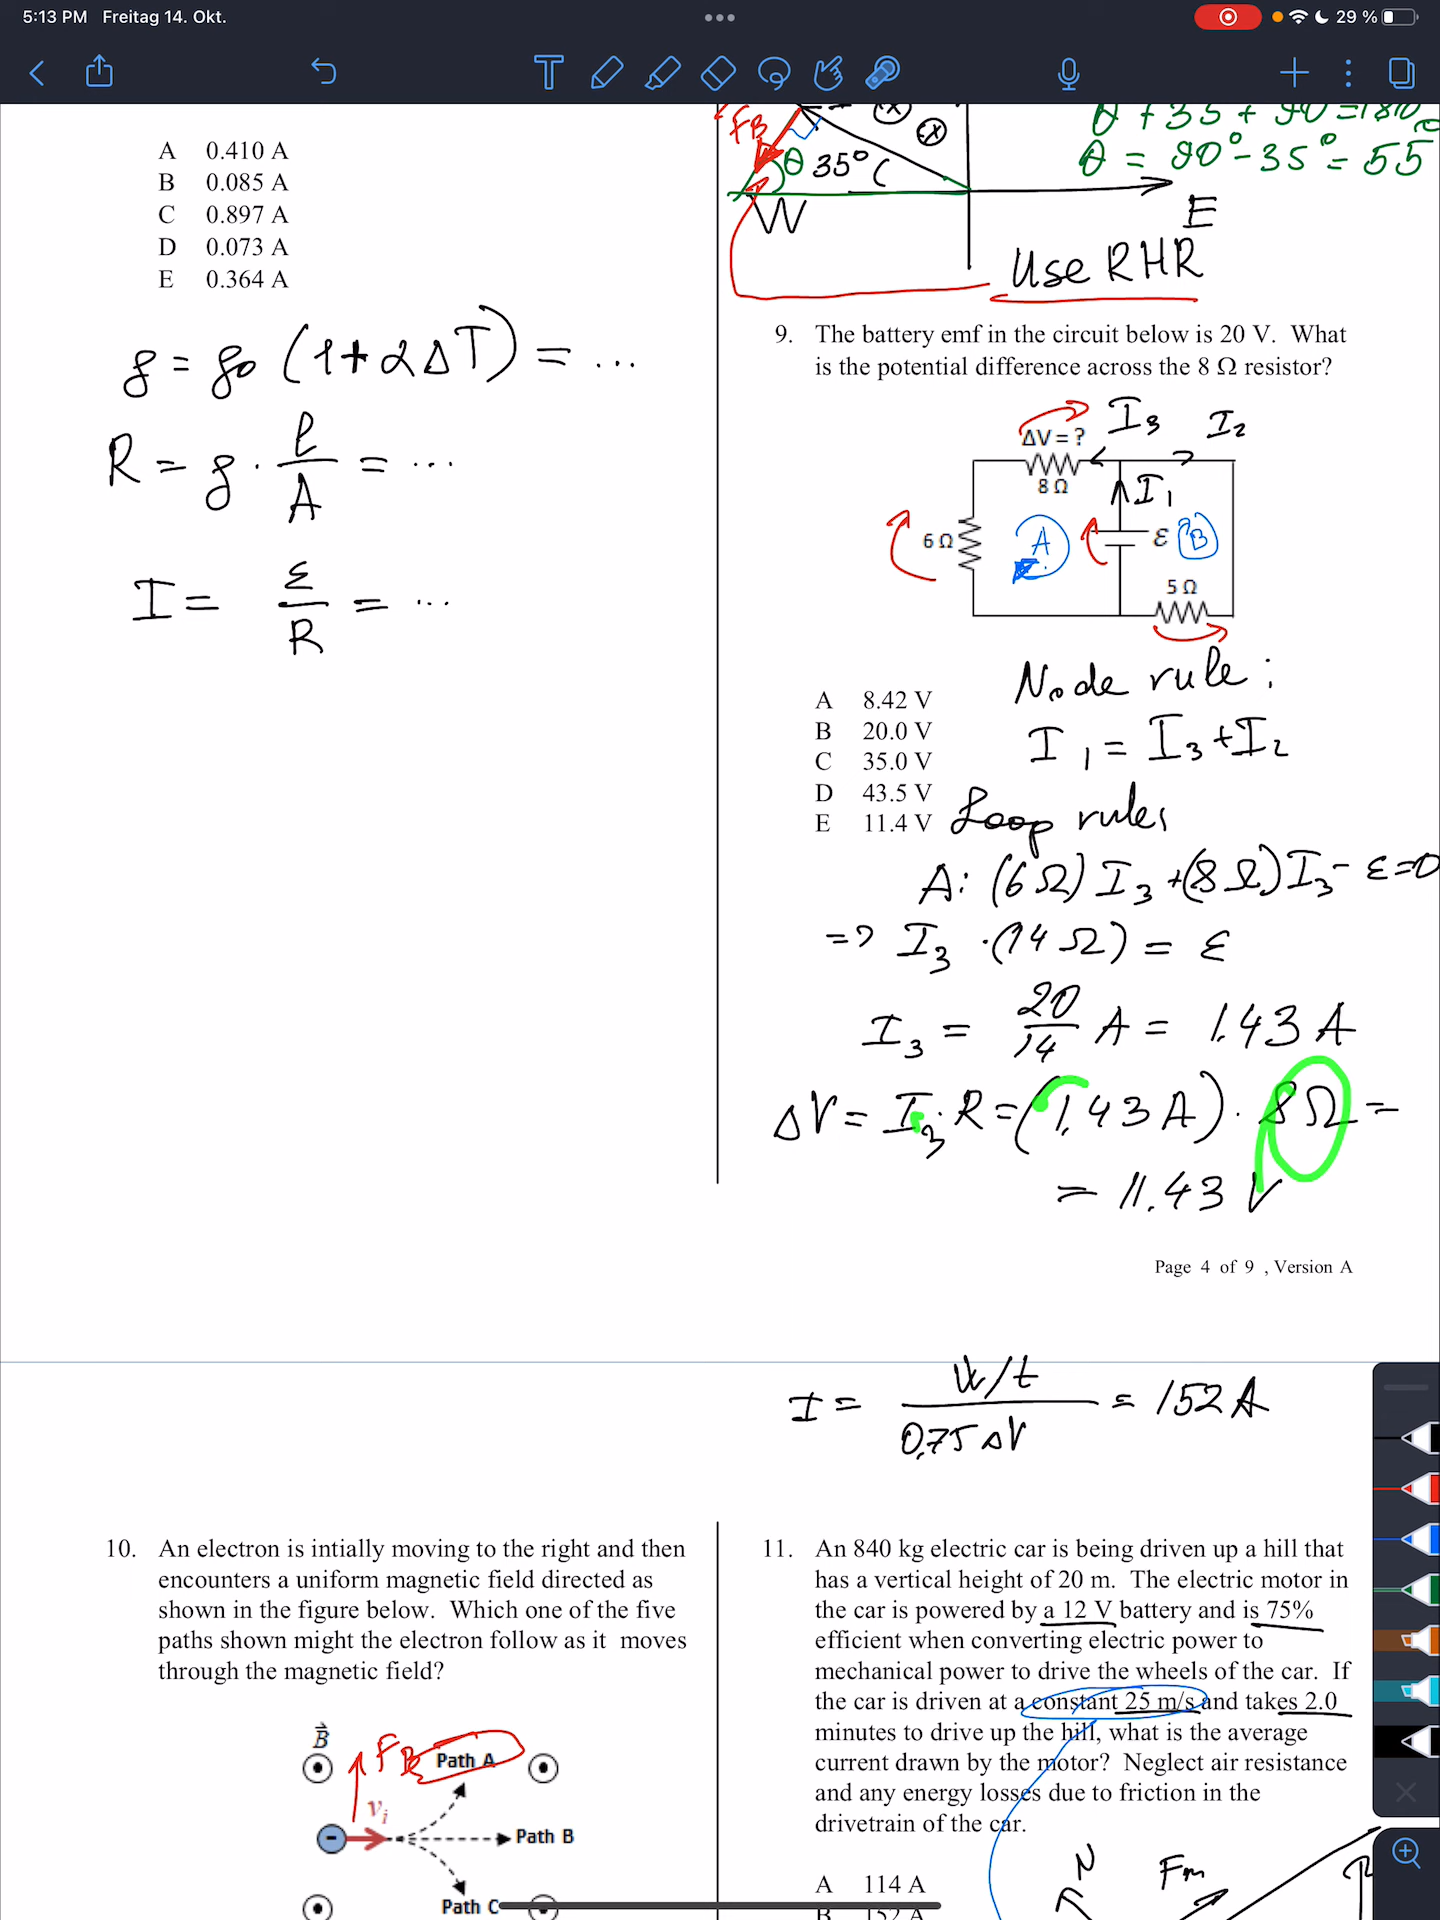 5:13 PM Freitag 14. Okt.
29 %
A 0.410 A
B 0.085 A
C 0.897 A
D 0.073 A
E 0.364 A
ρ = ρ₀ (1+αΔT) = ...
R = ρ · l/A = ...
I = ε/R = ...
θ + 35 + 90 = 180
θ = 90° - 35° = 55
FB
θ 35°
W
E
Use RHR
9. The battery emf in the circuit below is 20 V. What
is the potential difference across the 8 Ω resistor?
I₃ I₂
ΔV = ?
8 Ω
I₁
6 Ω
A
ε
B
5 Ω
Node rule:
I₁ = I₃ + I₂
A 8.42 V
B 20.0 V
C 35.0 V
D 43.5 V
E 11.4 V
Loop rules
A: (6 Ω) I₃ + (8 Ω) I₃ - ε = 0
=> I₃ · (14 Ω) = ε
I₃ = 20/14 A = 1.43 A
ΔV = I₃ · R = (1.43 A) · 8 Ω =
= 11.43 V
Page 4 of 9 , Version A
I = W/t / 0,75 ΔV = 152 A
10. An electron is intially moving to the right and then
encounters a uniform magnetic field directed as
shown in the figure below. Which one of the five
paths shown might the electron follow as it moves
through the magnetic field?
B
FB
Path A
vi
Path B
Path C
11. An 840 kg electric car is being driven up a hill that
has a vertical height of 20 m. The electric motor in
the car is powered by a 12 V battery and is 75%
efficient when converting electric power to
mechanical power to drive the wheels of the car. If
the car is driven at a constant 25 m/s and takes 2.0
minutes to drive up the hill, what is the average
current drawn by the motor? Neglect air resistance
and any energy losses due to friction in the
drivetrain of the car.
N
Fm
A 114 A
B 152 A